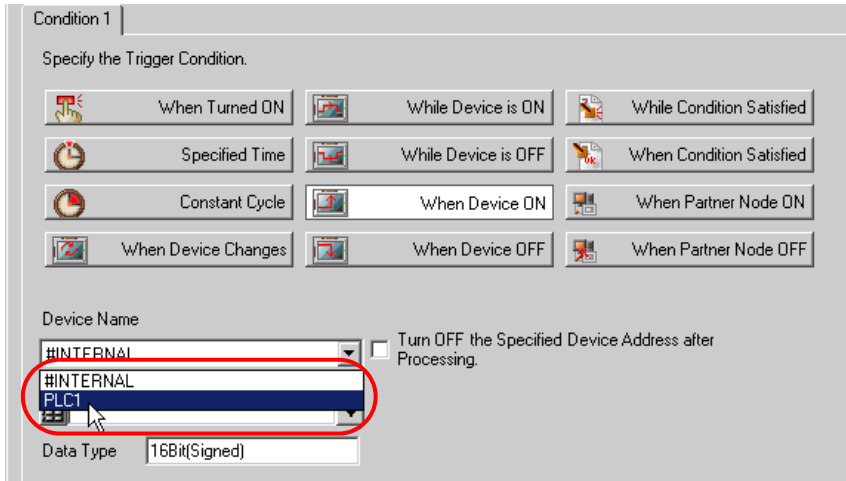 Condition 1
Specify the Trigger Condition.
When Turned ON
While Device is ON
While Condition Satisfied
Specified Time
While Device is OFF
When Condition Satisfied
Constant Cycle
When Device ON
When Partner Node ON
When Device Changes
When Device OFF
When Partner Node OFF
Device Name
#INTERNAL
Turn OFF the Specified Device Address after
Processing.
#INTERNAL
PLC1
Data Type 16Bit(Signed)